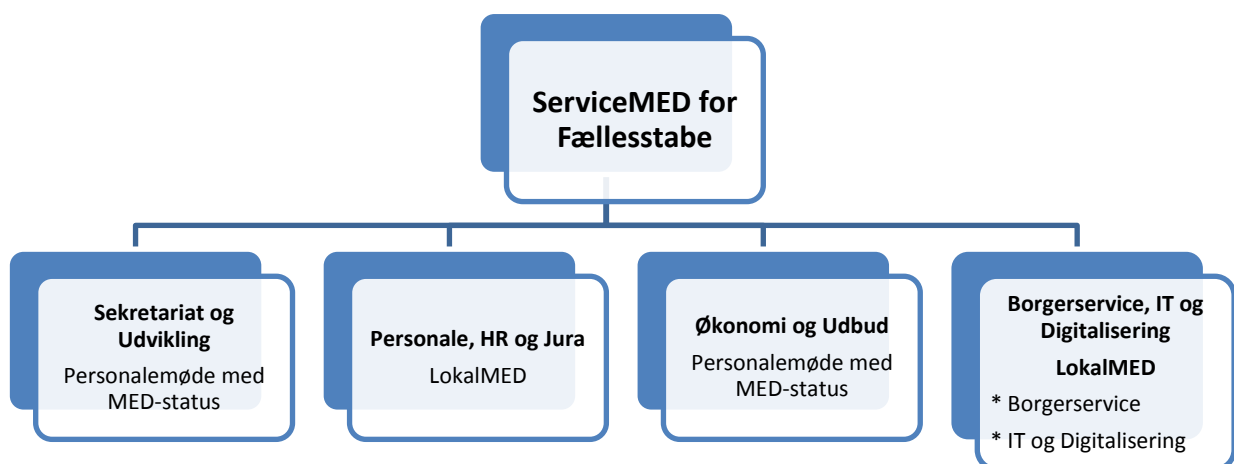 ServiceMED for
Fællesstabe
Sekretariat og
Udvikling
Personalemøde med
MED-status
Personale, HR og Jura
LokalMED
Økonomi og Udbud
Personalemøde med
MED-status
Borgerservice, IT og
Digitalisering
LokalMED
* Borgerservice
* IT og Digitalisering